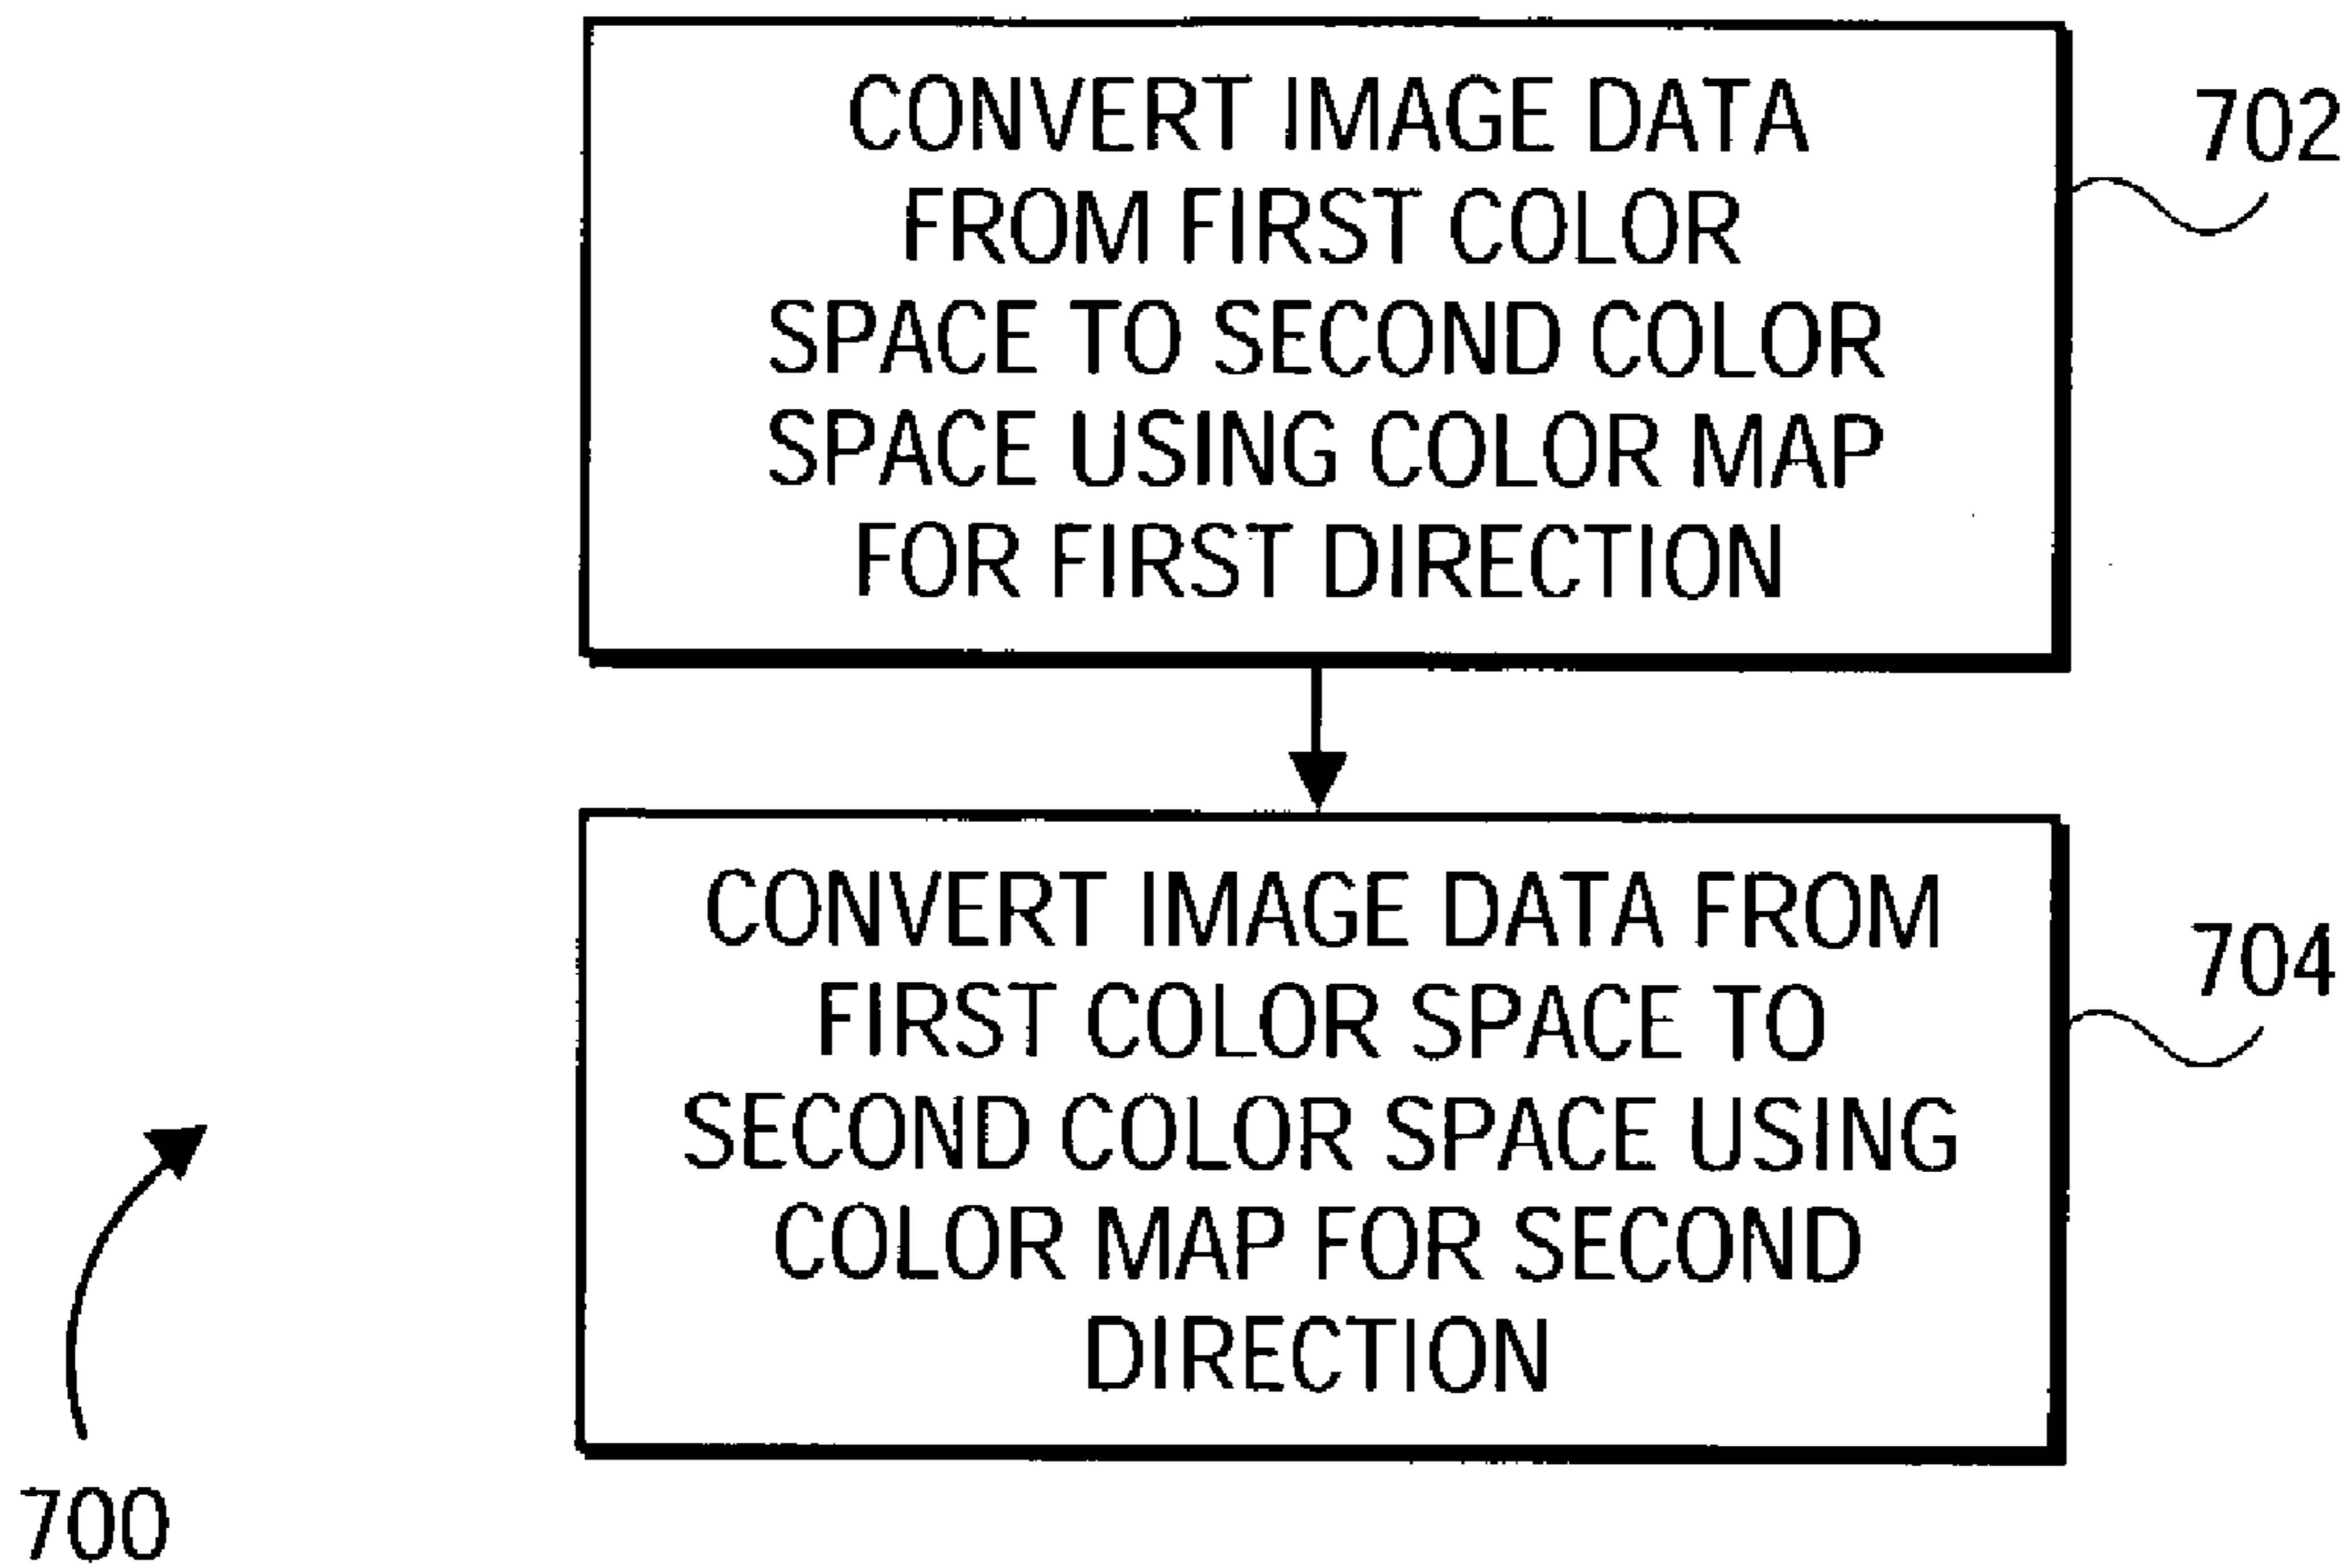 CONVERT IMAGE DATA
FROM FIRST COLOR
SPACE TO SECOND COLOR
SPACE USING COLOR MAP
FOR FIRST DIRECTION
702
CONVERT IMAGE DATA FROM
FIRST COLOR SPACE TO
SECOND COLOR SPACE USING
COLOR MAP FOR SECOND
DIRECTION
704
700